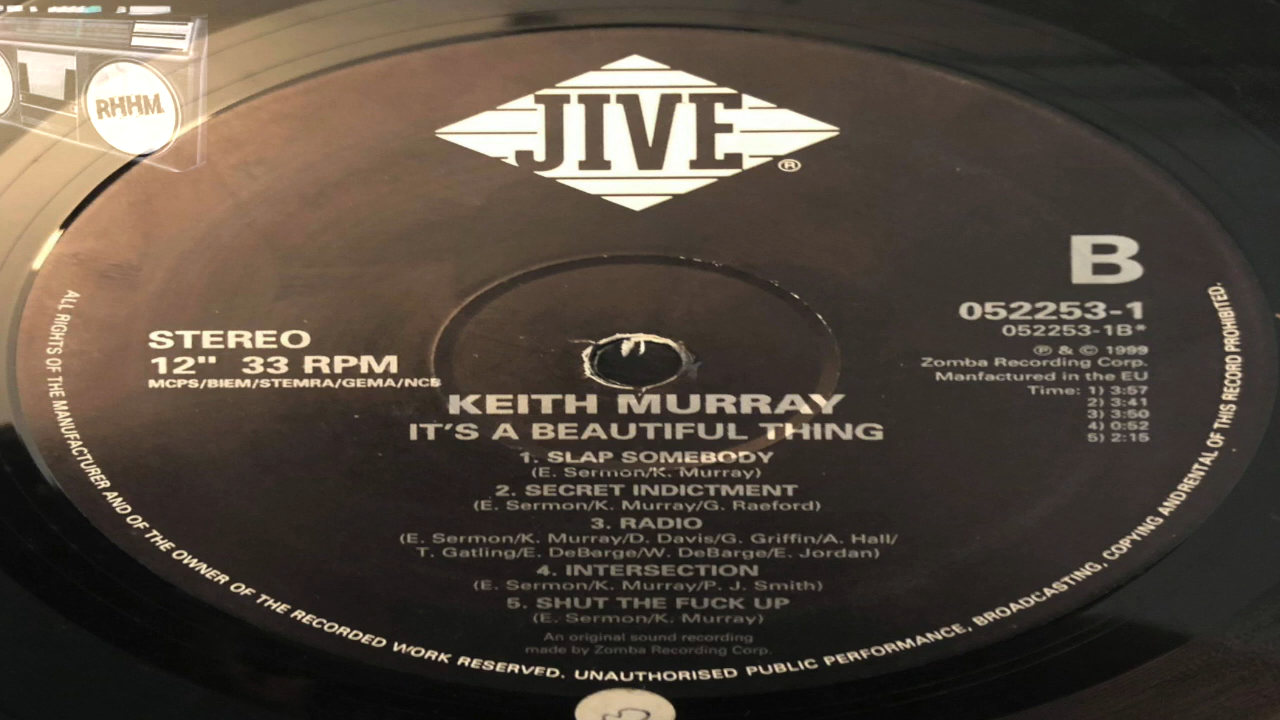 RHHM
JIVE
®
B
052253-1
052253-1B*
℗ & © 1999
Zomba Recording Corp.
Manfactured in the EU
Time: 1) 3:57
2) 3:41
3) 3:50
4) 0:52
5) 2:15
STEREO
12" 33 RPM
MCPS/BIEM/STEMRA/GEMA/NCB
KEITH MURRAY
IT'S A BEAUTIFUL THING
1. SLAP SOMEBODY
(E. Sermon/K. Murray)
2. SECRET INDICTMENT
(E. Sermon/K. Murray/G. Raeford)
3. RADIO
(E. Sermon/K. Murray/D. Davis/G. Griffin/A. Hall/
T. Gatling/E. DeBarge/W. DeBarge/E. Jordan)
4. INTERSECTION
(E. Sermon/K. Murray/P. J. Smith)
5. SHUT THE FUCK UP
(E. Sermon/K. Murray)
An original sound recording
made by Zomba Recording Corp.
ALL RIGHTS OF THE MANUFACTURER AND OF THE OWNER OF THE RECORDED WORK RESERVED. UNAUTHORISED PUBLIC PERFORMANCE, BROADCASTING, COPYING AND RENTAL OF THIS RECORD PROHIBITED.